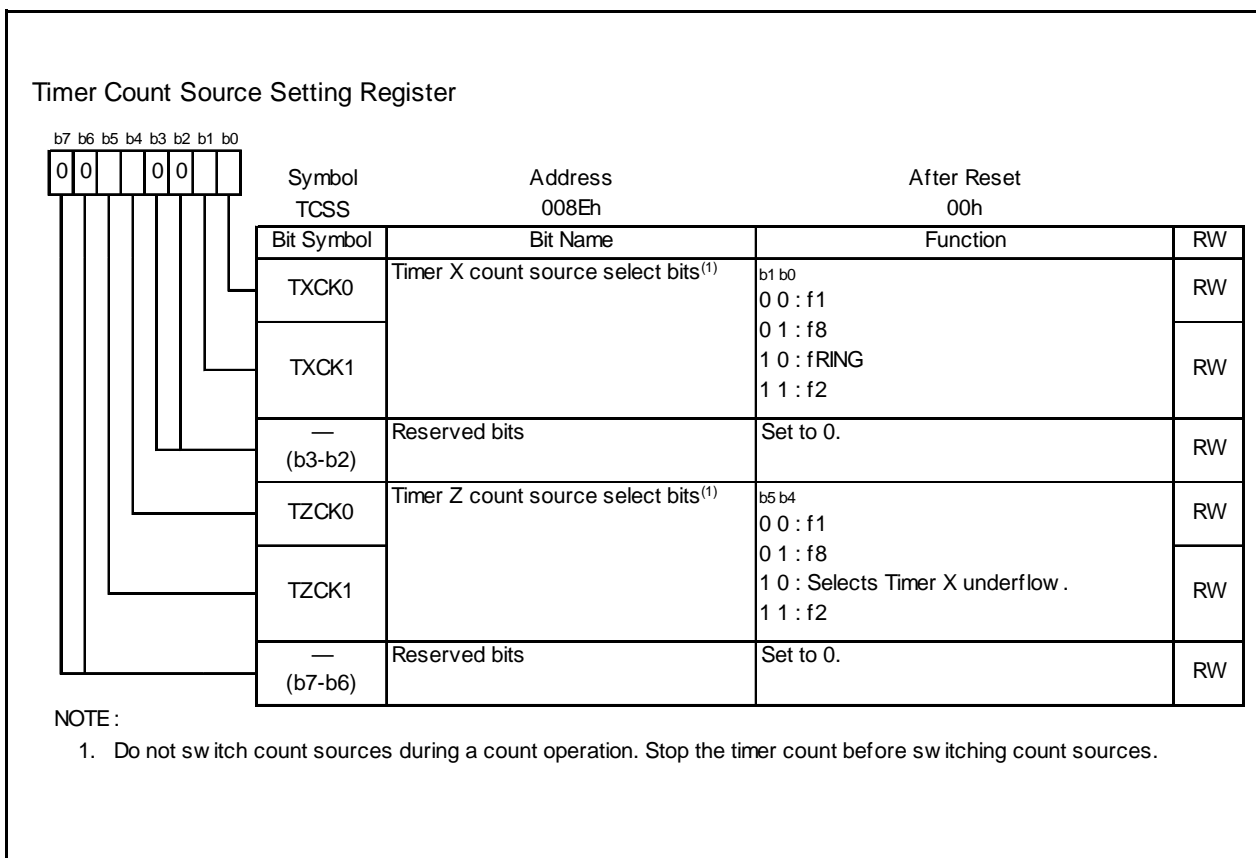 Timer Count Source Setting Register
b7 b6 b5 b4 b3 b2 b1 b0
0 0 0 0
Symbol Address After Reset
TCSS 008Eh 00h
Bit Symbol Bit Name Function RW
TXCK0 Timer X count source select bits(1) b1 b0 RW
0 0 : f1
0 1 : f8
TXCK1 1 0 : fRING RW
1 1 : f2
— Reserved bits Set to 0. RW
(b3-b2)
TZCK0 Timer Z count source select bits(1) b5 b4 RW
0 0 : f1
0 1 : f8
TZCK1 1 0 : Selects Timer X underflow. RW
1 1 : f2
— Reserved bits Set to 0. RW
(b7-b6)
NOTE :
1. Do not switch count sources during a count operation. Stop the timer count before switching count sources.